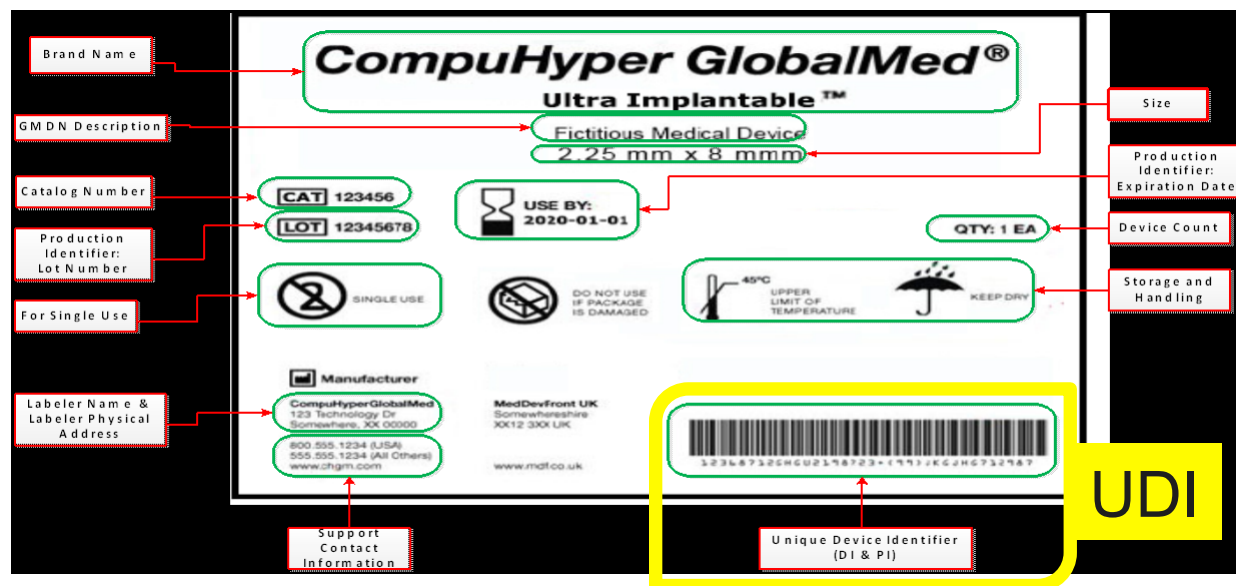 Brand Name
CompuHyper GlobalMed®
Ultra Implantable™
GMDN Description
Fictitious Medical Device
Size
2.25 mm x 8 mmm
Production
Identifier:
Expiration Date
Catalog Number
CAT 123456
USE BY:
2020-01-01
Production
Identifier:
Lot Number
LOT 12345678
QTY: 1 EA
Device Count
For Single Use
2
SINGLE USE
DO NOT USE
IF PACKAGE
IS DAMAGED
45°C
UPPER
LIMIT OF
TEMPERATURE
KEEP DRY
Storage and
Handling
Manufacturer
Labeler Name &
Labeler Physical
Address
CompuHyperGlobalMed
123 Technology Dr
Somewhere, XX 00000
800.555.1234 (USA)
555.555.1234 (All Others)
www.chgm.com
MedDevFront UK
Somewhereshire
XX12 3XX UK
www.mdf.co.uk
UDI
Support
Contact
Information
Unique Device Identifier
(DI & PI)